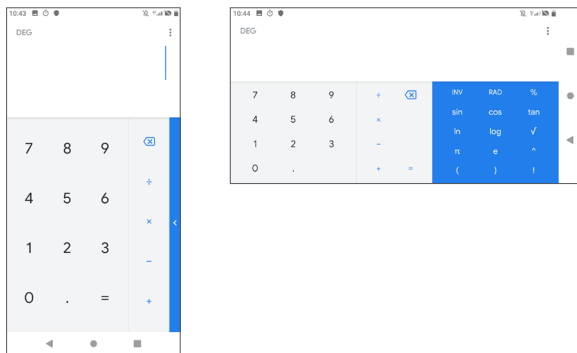 10:43
DEG
7 8 9
÷
4 5 6
×
1 2 3
−
0 . = +
10:44
DEG
7 8 9 ÷ INV RAD %
4 5 6 × sin cos tan
1 2 3 − ln log √
π e ^
0 . + = ( ) !